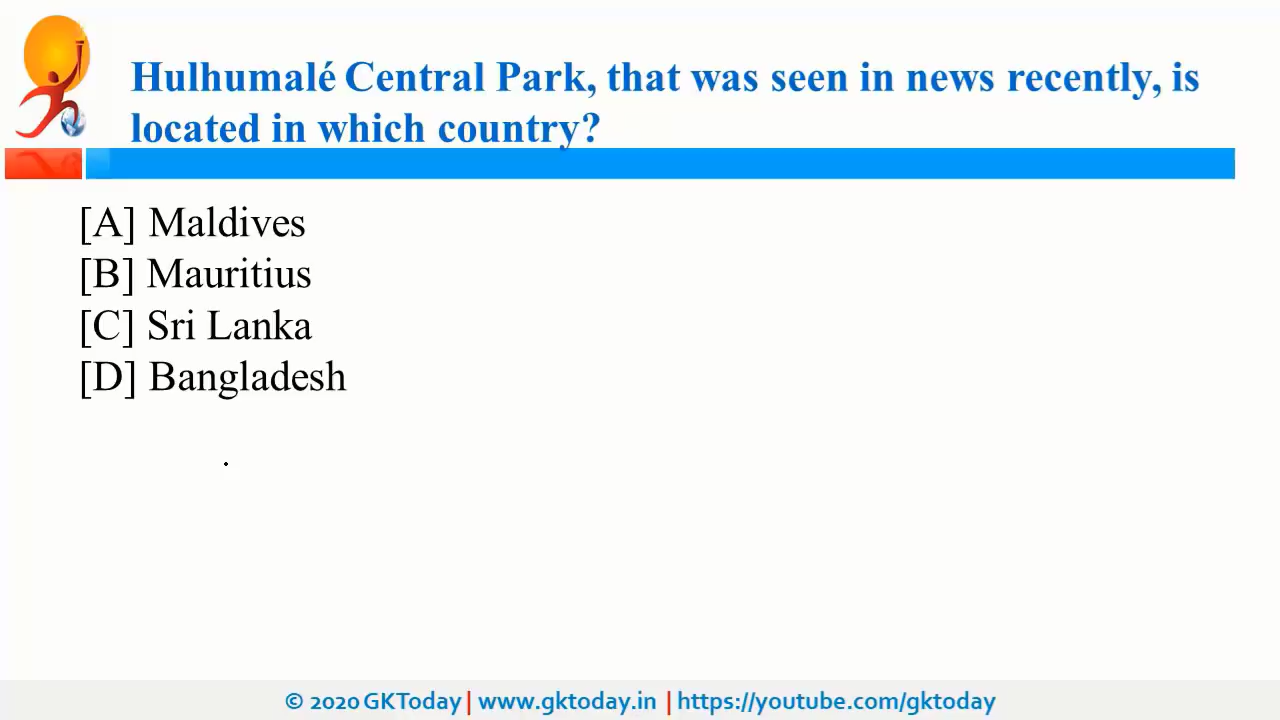 Hulhumalé Central Park, that was seen in news recently, is
located in which country?
[A] Maldives
[B] Mauritius
[C] Sri Lanka
[D] Bangladesh
.
© 2020 GKToday | www.gktoday.in | https://youtube.com/gktoday